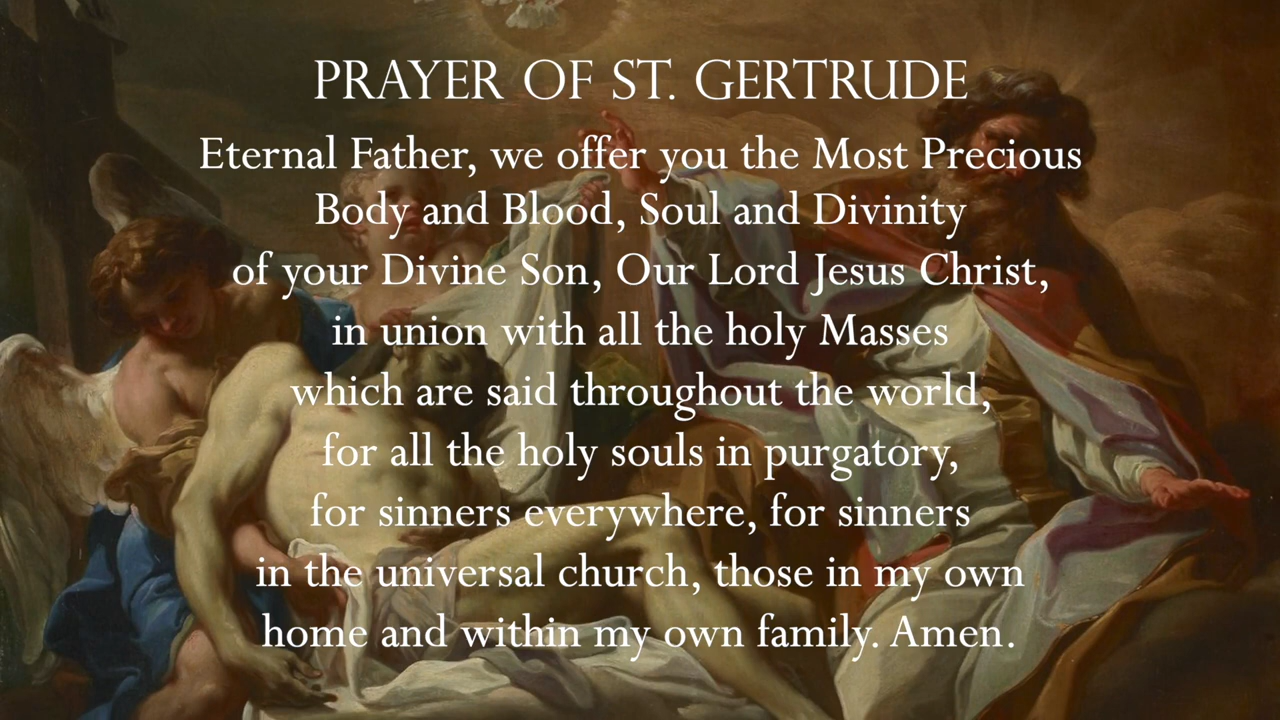 PRAYER OF ST. GERTRUDE
Eternal Father, we offer you the Most Precious
Body and Blood, Soul and Divinity
of your Divine Son, Our Lord Jesus Christ,
in union with all the holy Masses
which are said throughout the world,
for all the holy souls in purgatory,
for sinners everywhere, for sinners
in the universal church, those in my own
home and within my own family. Amen.